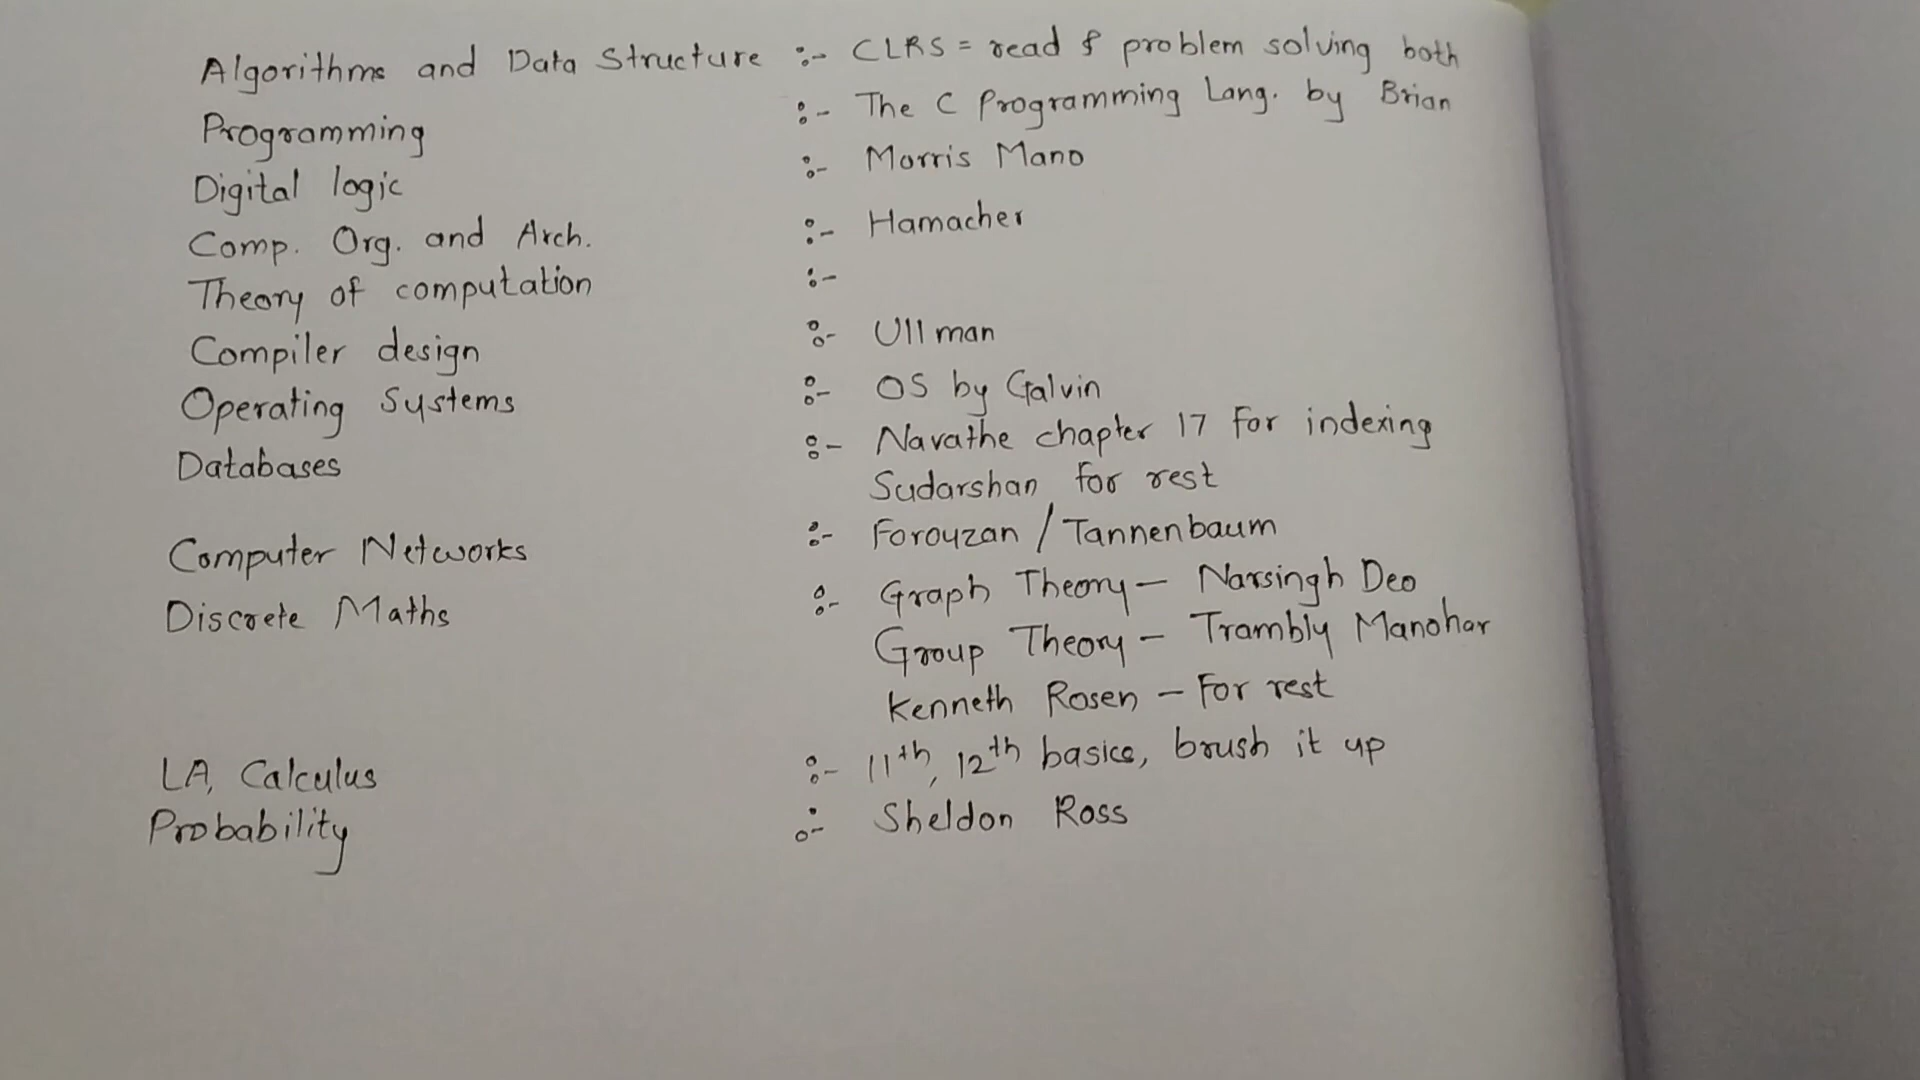 Algorithms and Data Structure :- CLRS = read & problem solving both
Programming :- The C Programming Lang. by Brian
Digital logic :- Morris Mano
Comp. Org. and Arch. :- Hamacher
Theory of computation :-
Compiler design :- Ullman
Operating Systems :- OS by Galvin
Databases :- Navathe chapter 17 For indexing
Sudarshan for rest
Computer Networks :- Forouzan / Tannenbaum
Discrete Maths :- Graph Theory - Narsingh Deo
Group Theory - Trambly Manohar
Kenneth Rosen - For rest
LA, Calculus :- 11th, 12th basics, brush it up
Probability :- Sheldon Ross